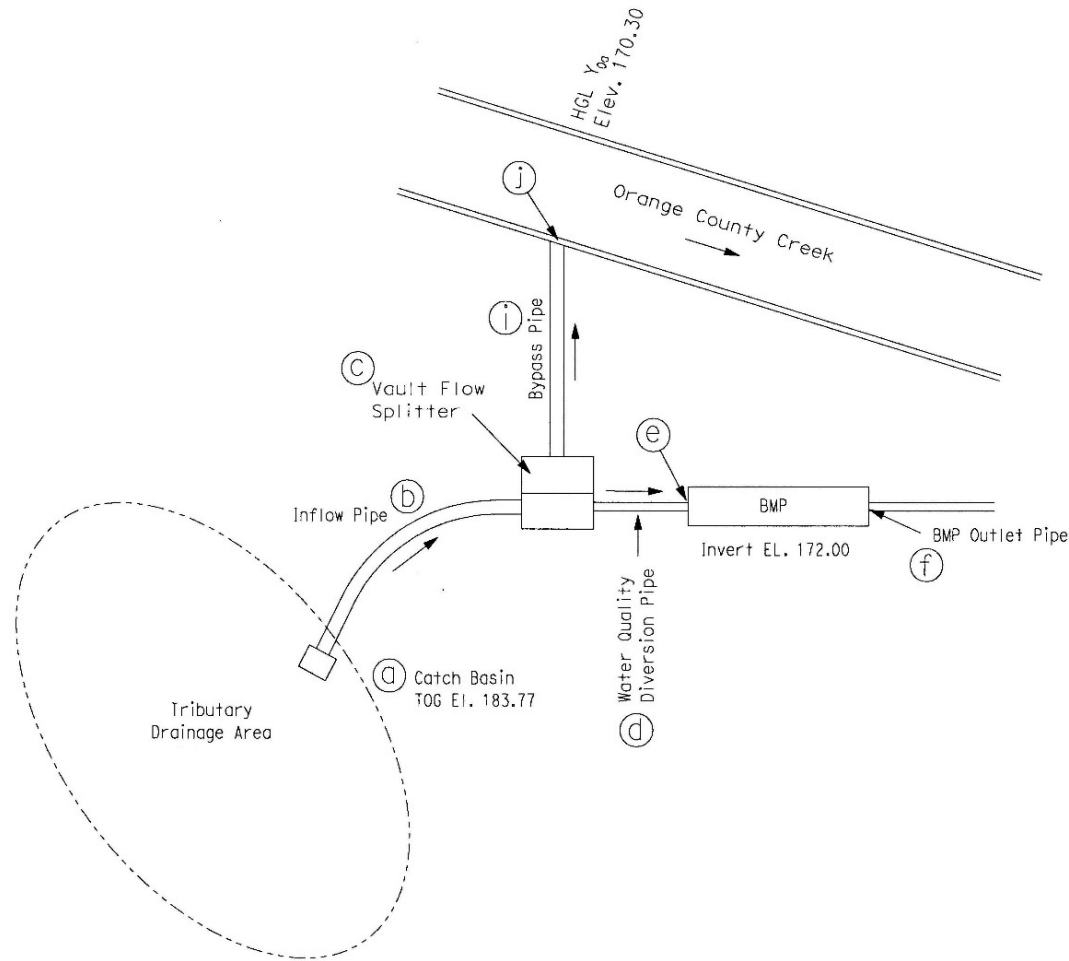 HGL Y₀₀
Elev. 170.30
j
Orange County Creek
i
Bypass Pipe
c
Vault Flow
Splitter
e
b
Inflow Pipe
BMP
Invert EL. 172.00
BMP Outlet Pipe
f
Water Quality
Diversion Pipe
d
a
Catch Basin
TOG El. 183.77
Tributary
Drainage Area